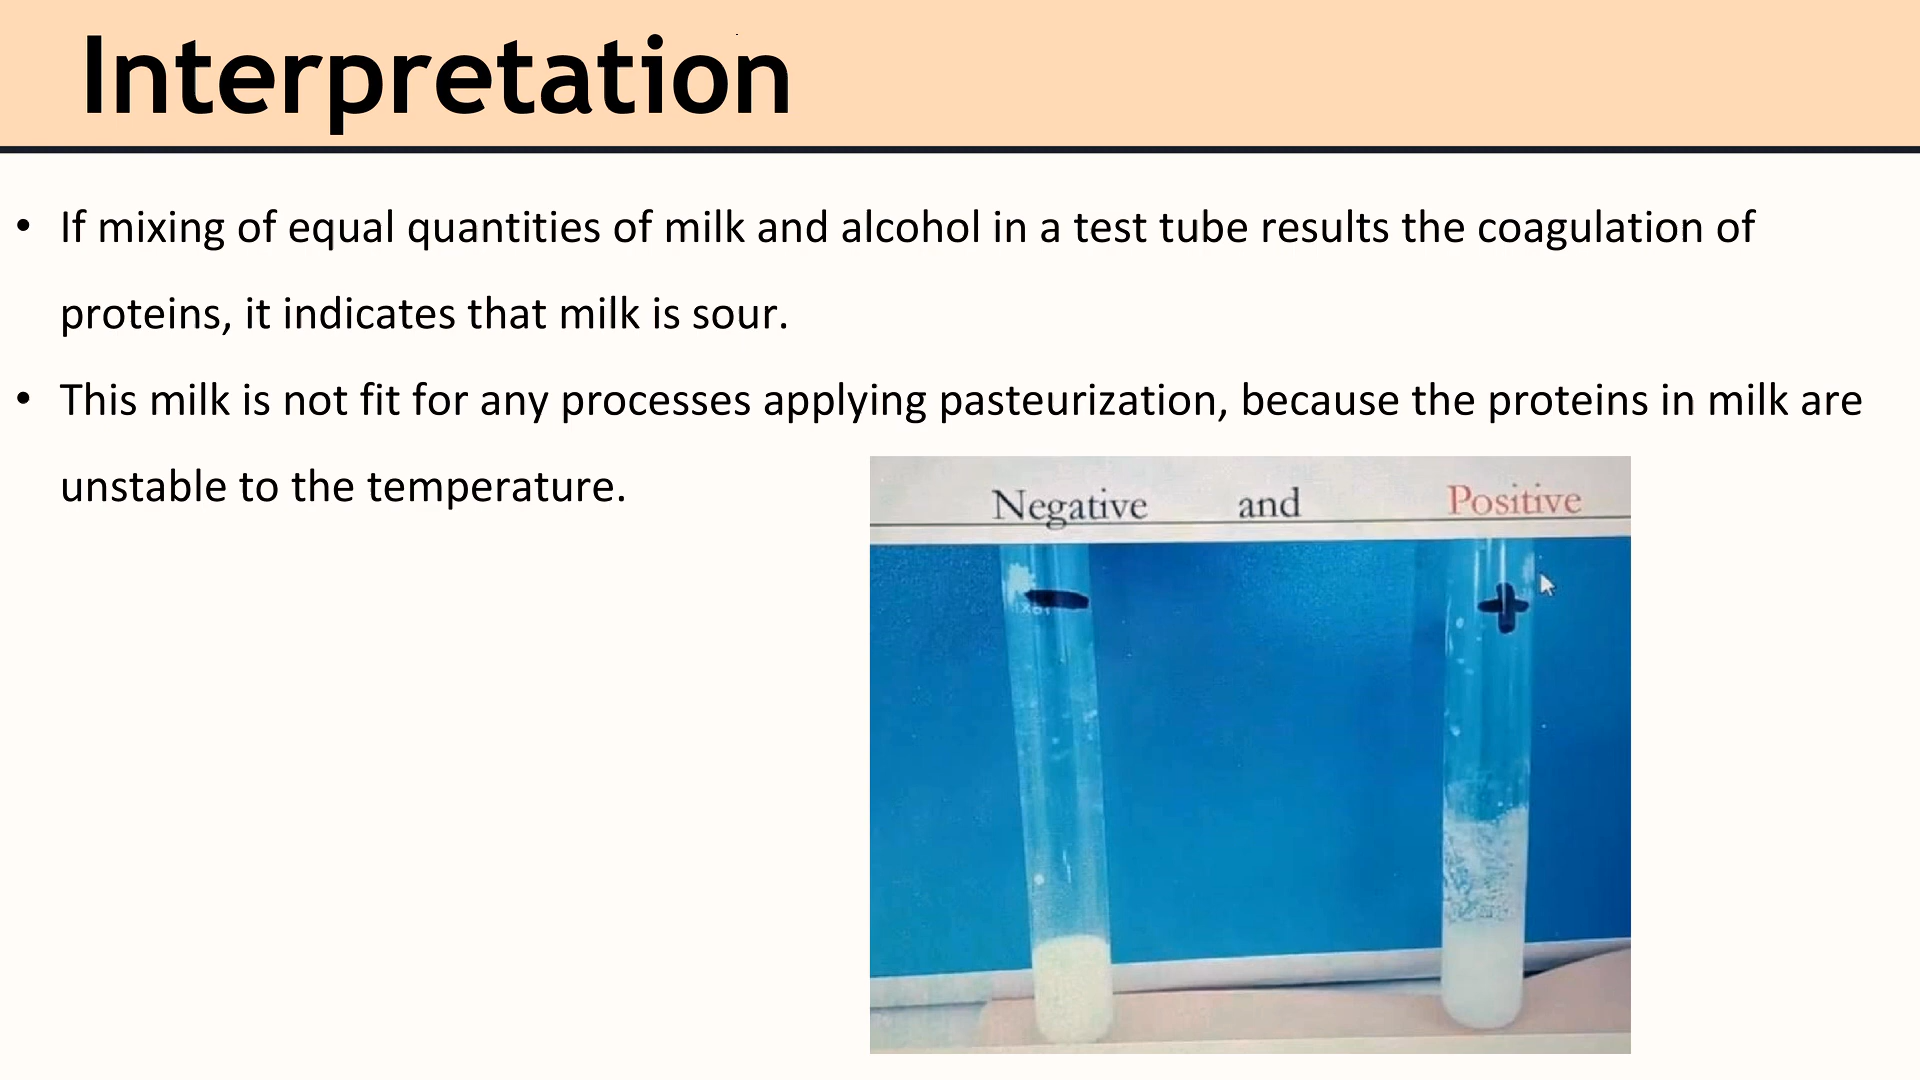 Interpretation
• If mixing of equal quantities of milk and alcohol in a test tube results the coagulation of
proteins, it indicates that milk is sour.
• This milk is not fit for any processes applying pasteurization, because the proteins in milk are
unstable to the temperature.
Negative and Positive